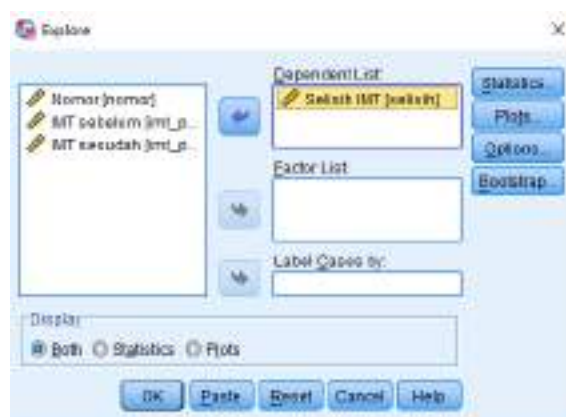 Explore
Nomor [nomor]
IMT sebelum [imt_p...
IMT sesudah [imt_p...
Dependent List:
Selisih IMT [selisih]
Factor List:
Label Cases by:
Statistics...
Plots...
Options...
Bootstrap...
Display
Both Statistics Plots
OK Paste Reset Cancel Help